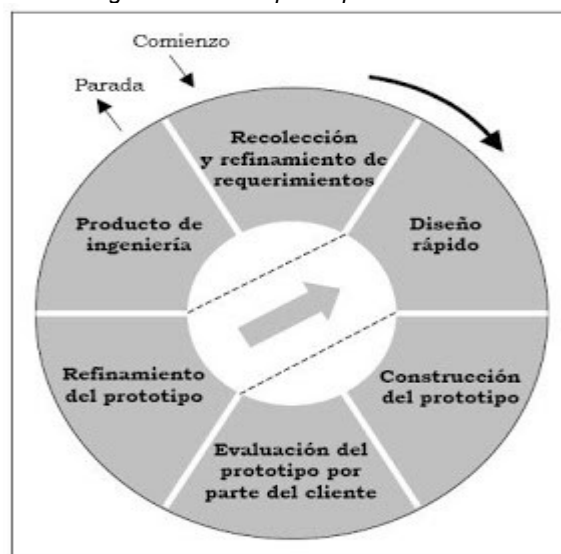 Comienzo
Parada
Recolección
y refinamiento de
requerimientos
Diseño
rápido
Construcción
del prototipo
Evaluación del
prototipo por
parte del cliente
Refinamiento
del prototipo
Producto de
ingeniería